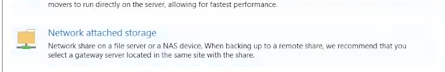 movers to run directly on the server, allowing for fastest performance.
Network attached storage
Network share on a file server or a NAS device. When backing up to a remote share, we recommend that you
select a gateway server located in the same site with the share.